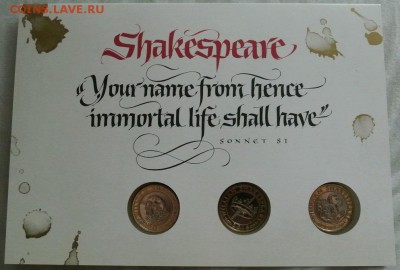 COINS.LAVE.RU
Shakespeare
“Your name from hence
immortal life shall have”
SONNET 81